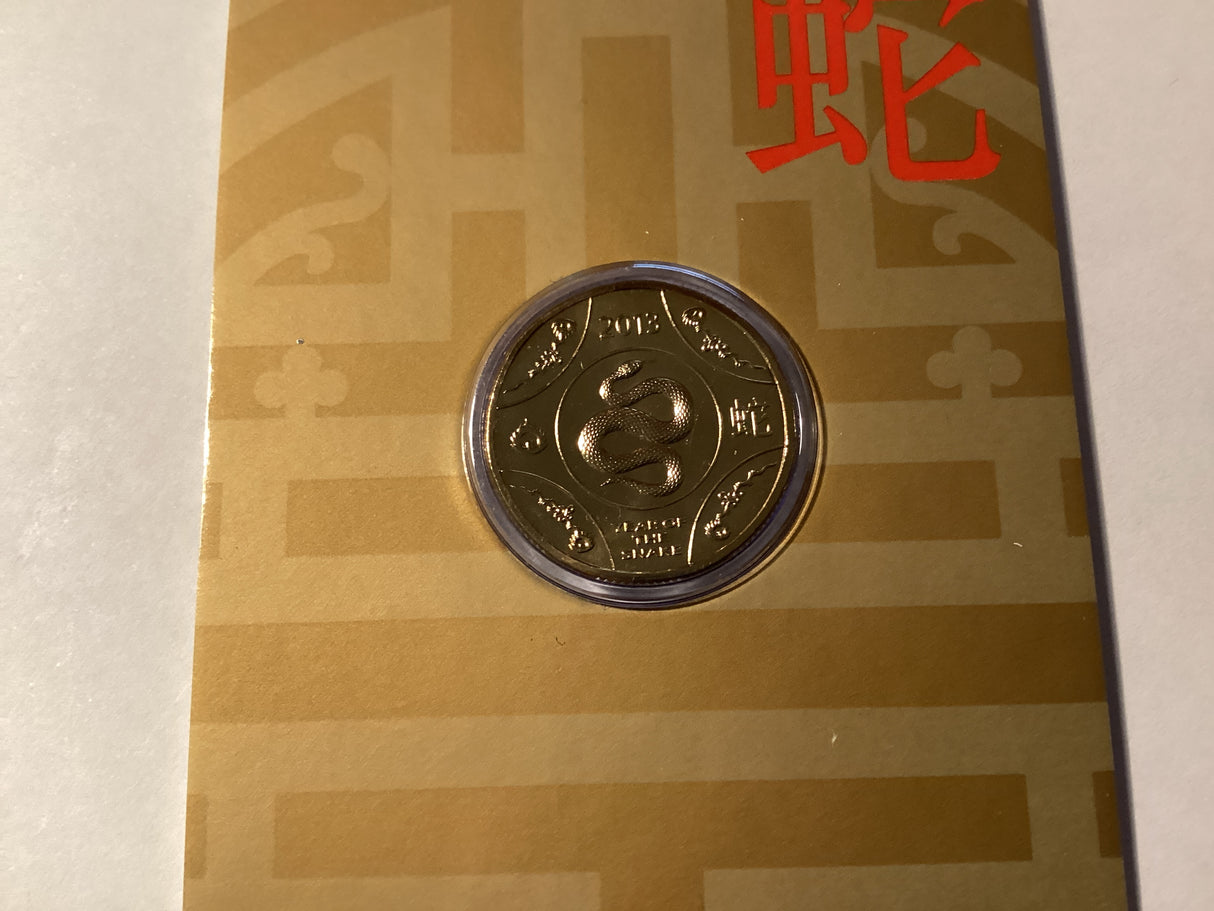 蛇
2013
蛇
YEAR OF
THE
SNAKE